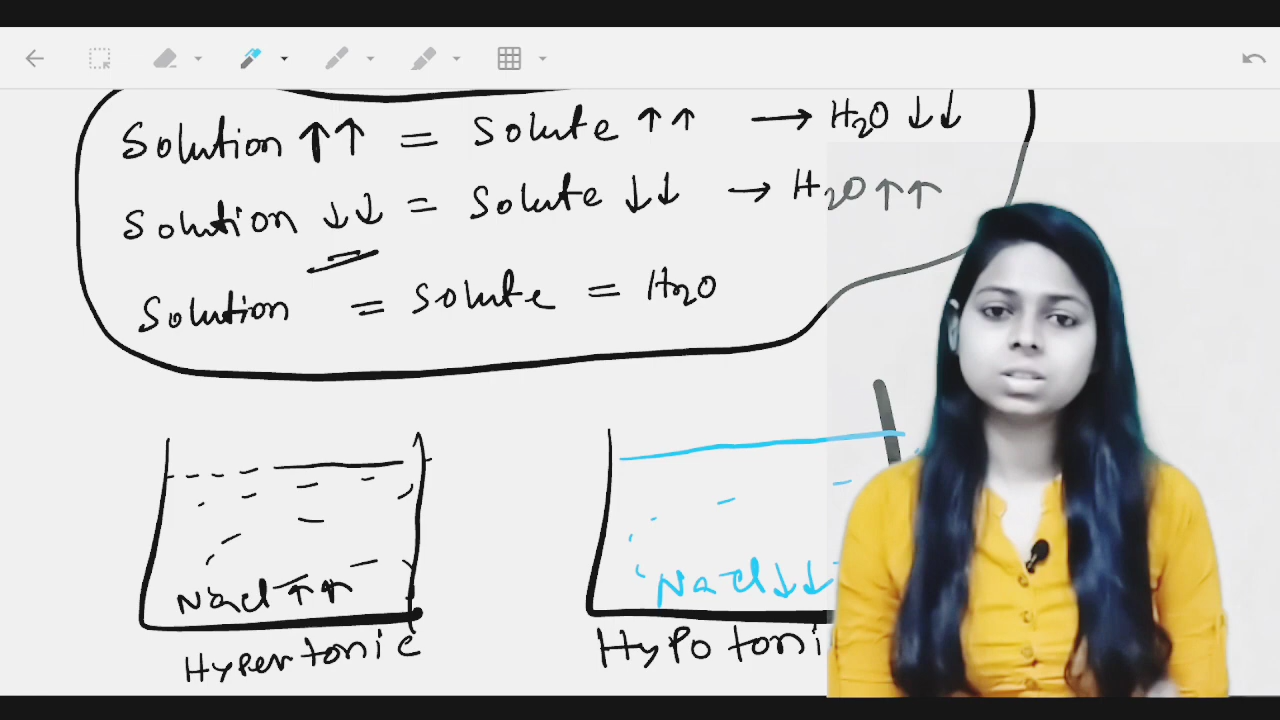 Solution ↑↑ = Solute ↑↑ → H2O ↓↓
Solution ↓↓ = Solute ↓↓ → H2O ↑↑
Solution = Solute = H2O
Nacl ↑↑
Nacl ↓↓
Hypertonic
Hypotoni